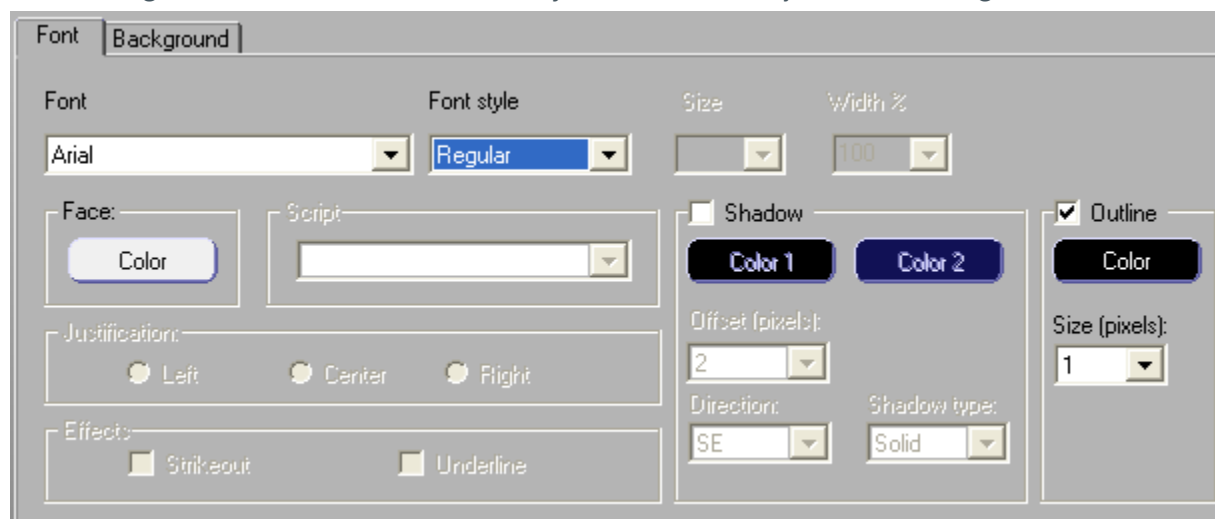 Font Background
Font Font style Size Width %
Arial Regular 100
Face: Script Shadow Outline
Color Color 1 Color 2 Color
Justification: Offset (pixels): Size (pixels):
Left Center Right 2 1
Direction: Shadow type:
Effects SE Solid
Strikeout Underline